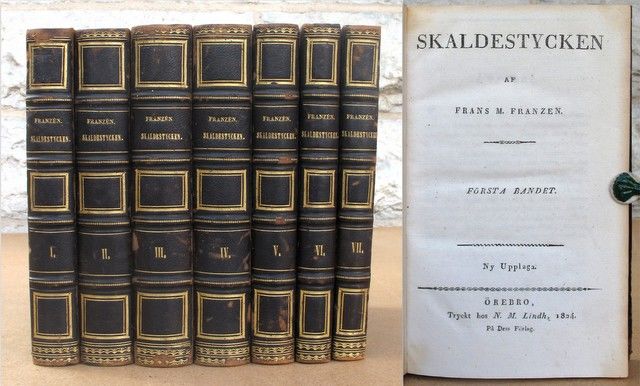 FRANZÉN.
SKALDESTYCKEN.
I.
FRANZÉN.
SKALDESTYCKEN.
II.
FRANZÉN.
SKALDESTYCKEN.
III.
FRANZÉN.
SKALDESTYCKEN.
IV.
FRANZÉN.
SKALDESTYCKEN.
V.
FRANZÉN.
SKALDESTYCKEN.
VI.
FRANZÉN.
SKALDESTYCKEN.
VII.
SKALDESTYCKEN
AF
FRANS M. FRANZEN.
FÖRSTA BANDET.
Ny Upplaga.
ÖREBRO,
Tryckt hos N. M. Lindh, 1824.
På Dess Förlag.